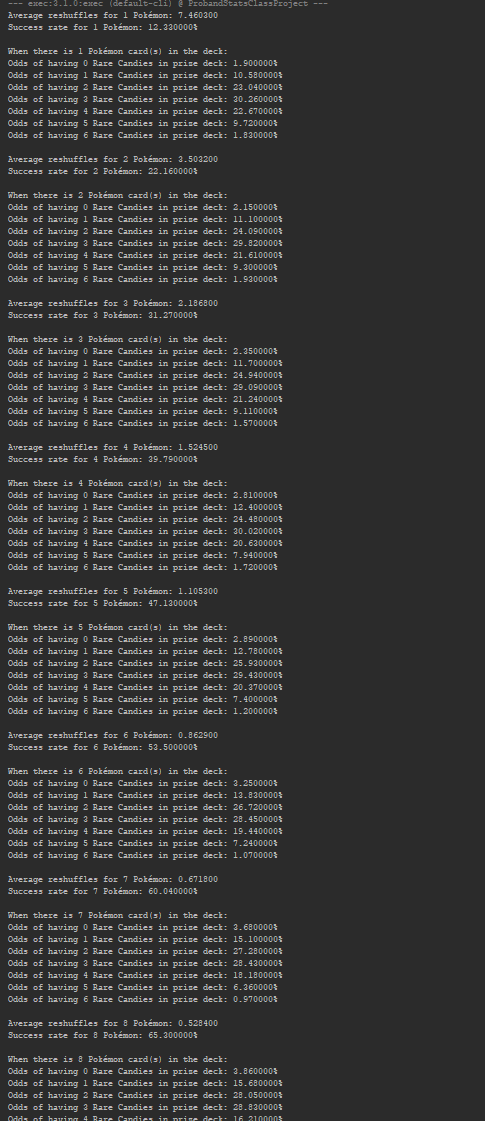 --- exec:3.1.0:exec (default-cli) @ ProbandStatsClassProject ---
Average reshuffles for 1 Pokémon: 7.460300
Success rate for 1 Pokémon: 12.330000%
When there is 1 Pokémon card(s) in the deck:
Odds of having 0 Rare Candies in prise deck: 1.900000%
Odds of having 1 Rare Candies in prise deck: 10.580000%
Odds of having 2 Rare Candies in prise deck: 23.040000%
Odds of having 3 Rare Candies in prise deck: 30.260000%
Odds of having 4 Rare Candies in prise deck: 22.670000%
Odds of having 5 Rare Candies in prise deck: 9.720000%
Odds of having 6 Rare Candies in prise deck: 1.830000%
Average reshuffles for 2 Pokémon: 3.503200
Success rate for 2 Pokémon: 22.160000%
When there is 2 Pokémon card(s) in the deck:
Odds of having 0 Rare Candies in prise deck: 2.150000%
Odds of having 1 Rare Candies in prise deck: 11.100000%
Odds of having 2 Rare Candies in prise deck: 24.090000%
Odds of having 3 Rare Candies in prise deck: 29.820000%
Odds of having 4 Rare Candies in prise deck: 21.610000%
Odds of having 5 Rare Candies in prise deck: 9.300000%
Odds of having 6 Rare Candies in prise deck: 1.930000%
Average reshuffles for 3 Pokémon: 2.186800
Success rate for 3 Pokémon: 31.270000%
When there is 3 Pokémon card(s) in the deck:
Odds of having 0 Rare Candies in prise deck: 2.350000%
Odds of having 1 Rare Candies in prise deck: 11.700000%
Odds of having 2 Rare Candies in prise deck: 24.940000%
Odds of having 3 Rare Candies in prise deck: 29.090000%
Odds of having 4 Rare Candies in prise deck: 21.240000%
Odds of having 5 Rare Candies in prise deck: 9.110000%
Odds of having 6 Rare Candies in prise deck: 1.570000%
Average reshuffles for 4 Pokémon: 1.524500
Success rate for 4 Pokémon: 39.790000%
When there is 4 Pokémon card(s) in the deck:
Odds of having 0 Rare Candies in prise deck: 2.810000%
Odds of having 1 Rare Candies in prise deck: 12.400000%
Odds of having 2 Rare Candies in prise deck: 24.480000%
Odds of having 3 Rare Candies in prise deck: 30.020000%
Odds of having 4 Rare Candies in prise deck: 20.630000%
Odds of having 5 Rare Candies in prise deck: 7.940000%
Odds of having 6 Rare Candies in prise deck: 1.720000%
Average reshuffles for 5 Pokémon: 1.105300
Success rate for 5 Pokémon: 47.130000%
When there is 5 Pokémon card(s) in the deck:
Odds of having 0 Rare Candies in prise deck: 2.890000%
Odds of having 1 Rare Candies in prise deck: 12.780000%
Odds of having 2 Rare Candies in prise deck: 25.930000%
Odds of having 3 Rare Candies in prise deck: 29.430000%
Odds of having 4 Rare Candies in prise deck: 20.370000%
Odds of having 5 Rare Candies in prise deck: 7.400000%
Odds of having 6 Rare Candies in prise deck: 1.200000%
Average reshuffles for 6 Pokémon: 0.862900
Success rate for 6 Pokémon: 53.500000%
When there is 6 Pokémon card(s) in the deck:
Odds of having 0 Rare Candies in prise deck: 3.250000%
Odds of having 1 Rare Candies in prise deck: 13.830000%
Odds of having 2 Rare Candies in prise deck: 26.720000%
Odds of having 3 Rare Candies in prise deck: 28.450000%
Odds of having 4 Rare Candies in prise deck: 19.440000%
Odds of having 5 Rare Candies in prise deck: 7.240000%
Odds of having 6 Rare Candies in prise deck: 1.070000%
Average reshuffles for 7 Pokémon: 0.671800
Success rate for 7 Pokémon: 60.040000%
When there is 7 Pokémon card(s) in the deck:
Odds of having 0 Rare Candies in prise deck: 3.680000%
Odds of having 1 Rare Candies in prise deck: 15.100000%
Odds of having 2 Rare Candies in prise deck: 27.280000%
Odds of having 3 Rare Candies in prise deck: 28.430000%
Odds of having 4 Rare Candies in prise deck: 18.180000%
Odds of having 5 Rare Candies in prise deck: 6.360000%
Odds of having 6 Rare Candies in prise deck: 0.970000%
Average reshuffles for 8 Pokémon: 0.528400
Success rate for 8 Pokémon: 65.300000%
When there is 8 Pokémon card(s) in the deck:
Odds of having 0 Rare Candies in prise deck: 3.860000%
Odds of having 1 Rare Candies in prise deck: 15.680000%
Odds of having 2 Rare Candies in prise deck: 28.050000%
Odds of having 3 Rare Candies in prise deck: 28.830000%
Odds of having 4 Rare Candies in prise deck: 16.210000%